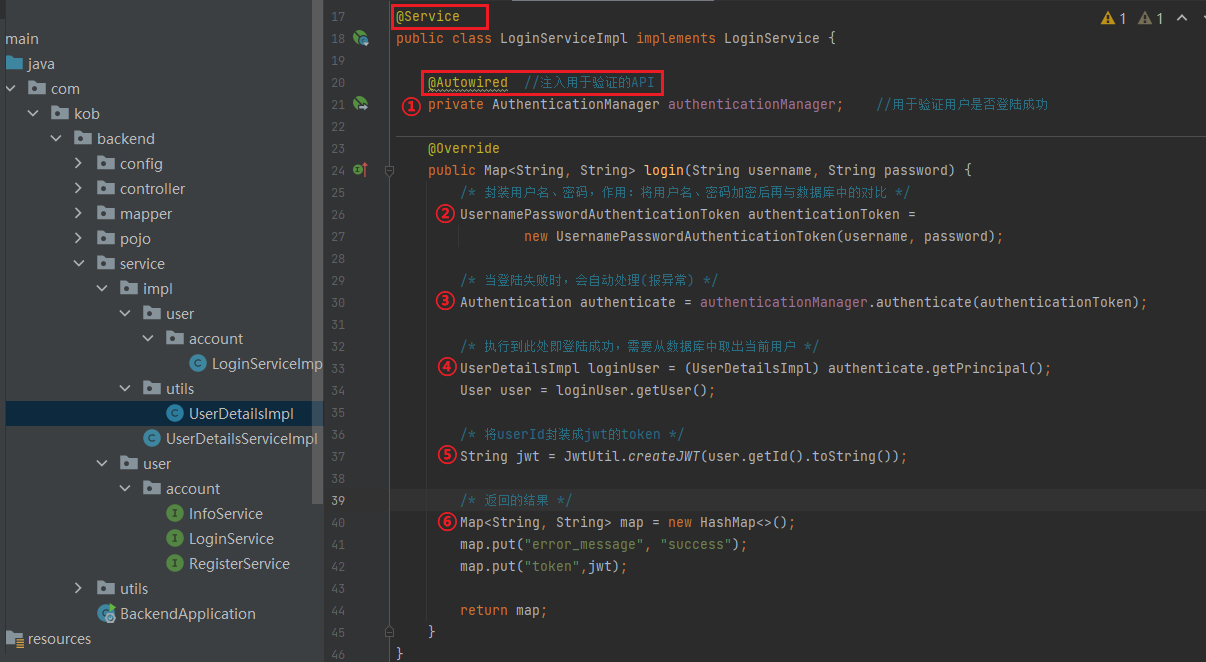 main
java
com
kob
backend
config
controller
mapper
pojo
service
impl
user
account
LoginServiceImp
utils
UserDetailsImpl
UserDetailsServiceImpl
user
account
InfoService
LoginService
RegisterService
utils
BackendApplication
resources
1 1
17 @Service
18 public class LoginServiceImpl implements LoginService {
19
20 @Autowired //注入用于验证的API
21 ① private AuthenticationManager authenticationManager; //用于验证用户是否登陆成功
22
23 @Override
24 public Map<String, String> login(String username, String password) {
25 /* 封装用户名、密码，作用：将用户名、密码加密后再与数据库中的对比 */
26 ② UsernamePasswordAuthenticationToken authenticationToken =
27 new UsernamePasswordAuthenticationToken(username, password);
28
29 /* 当登陆失败时，会自动处理(报异常) */
30 ③ Authentication authenticate = authenticationManager.authenticate(authenticationToken);
31
32 /* 执行到此处即登陆成功，需要从数据库中取出当前用户 */
33 ④ UserDetailsImpl loginUser = (UserDetailsImpl) authenticate.getPrincipal();
34 User user = loginUser.getUser();
35
36 /* 将userId封装成jwt的token */
37 ⑤ String jwt = JwtUtil.createJWT(user.getId().toString());
38
39 /* 返回的结果 */
40 ⑥ Map<String, String> map = new HashMap<>();
41 map.put("error_message", "success");
42 map.put("token",jwt);
43
44 return map;
45 }
46 }